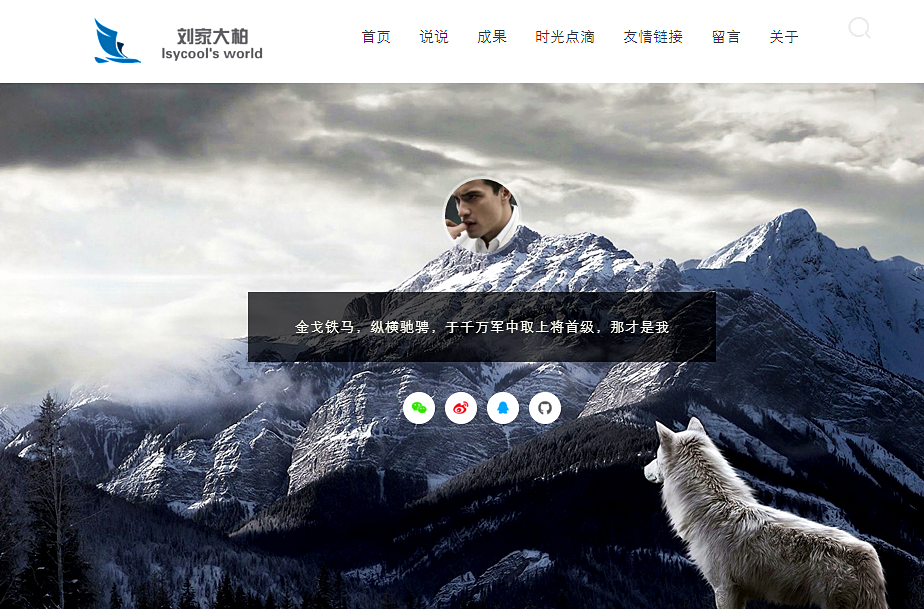 刘家大柏
lsycool's world
首页 说说 成果 时光点滴 友情链接 留言 关于
金戈铁马，纵横驰骋，于千万军中取上将首级，那才是我